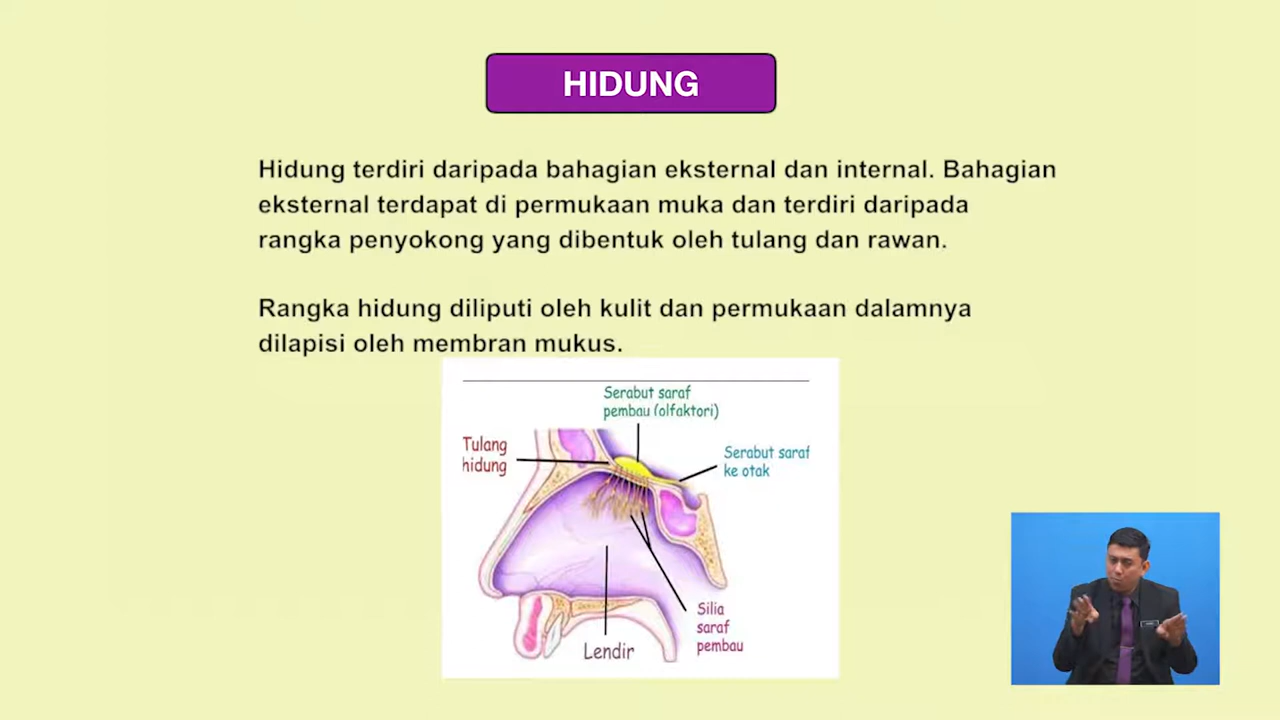 HIDUNG
Hidung terdiri daripada bahagian eksternal dan internal. Bahagian
eksternal terdapat di permukaan muka dan terdiri daripada
rangka penyokong yang dibentuk oleh tulang dan rawan.
Rangka hidung diliputi oleh kulit dan permukaan dalamnya
dilapisi oleh membran mukus.
Serabut saraf
pembau (olfaktori)
Tulang
hidung
Serabut saraf
ke otak
Silia
saraf
pembau
Lendir